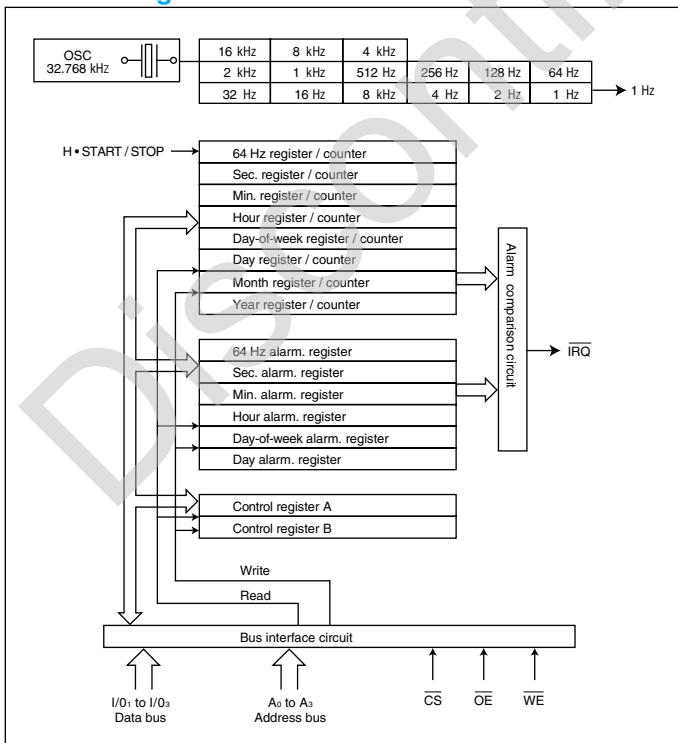 OSC
32.768 kHz
16 kHz 8 kHz 4 kHz
2 kHz 1 kHz 512 Hz 256 Hz 128 Hz 64 Hz
32 Hz 16 Hz 8 kHz 4 Hz 2 Hz 1 Hz
1 Hz
H • START / STOP
64 Hz register / counter
Sec. register / counter
Min. register / counter
Hour register / counter
Day-of-week register / counter
Day register / counter
Month register / counter
Year register / counter
Alarm comparison circuit
IRQ
64 Hz alarm. register
Sec. alarm. register
Min. alarm. register
Hour alarm. register
Day-of-week alarm. register
Day alarm. register
Control register A
Control register B
Write
Read
Bus interface circuit
I/01 to I/03
Data bus
A0 to A3
Address bus
CS
OE
WE
Discontin